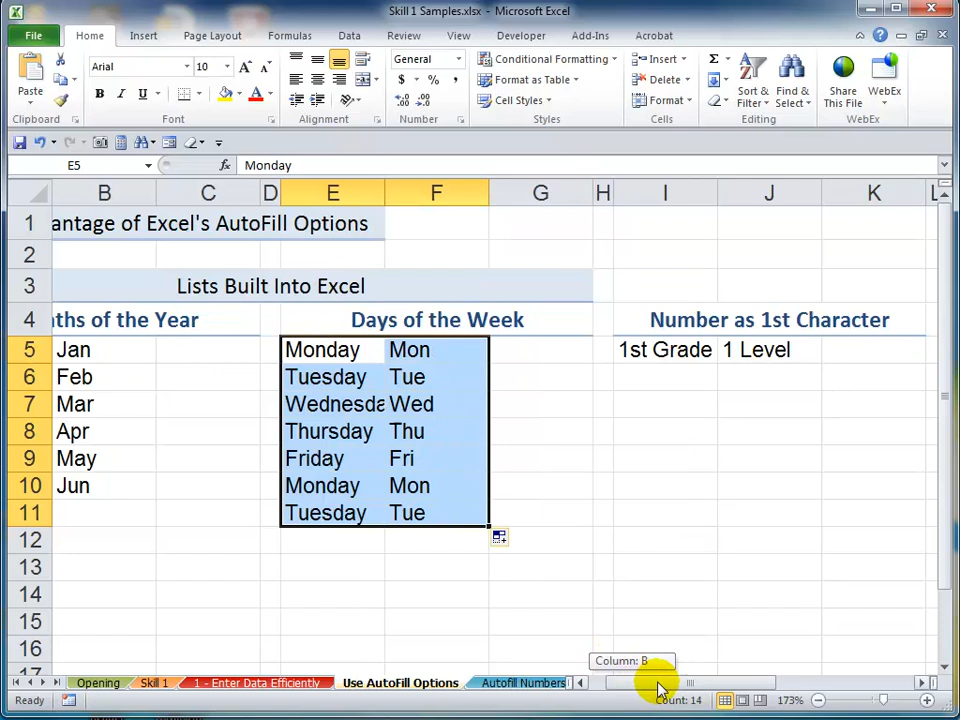 Skill 1 Samples.xlsx - Microsoft Excel
File Home Insert Page Layout Formulas Data Review View Developer Add-Ins Acrobat
Paste
Clipboard
Arial 10
B I U
Font
Alignment
General
$ % ,
Number
Conditional Formatting
Format as Table
Cell Styles
Styles
Insert
Delete
Format
Cells
Sort & Filter
Find & Select
Editing
Share This File
WebEx
WebEx
E5 fx Monday
B C D E F G H I J K L
1 antage of Excel's AutoFill Options
2
3 Lists Built Into Excel
4 nths of the Year Days of the Week Number as 1st Character
5 Jan Monday Mon 1st Grade 1 Level
6 Feb Tuesday Tue
7 Mar Wednesda Wed
8 Apr Thursday Thu
9 May Friday Fri
10 Jun Monday Mon
11 Tuesday Tue
12
13
14
15
16
17
Column: B
Opening Skill 1 1 - Enter Data Efficiently Use AutoFill Options Autofill Numbers
Ready Count: 14 173%